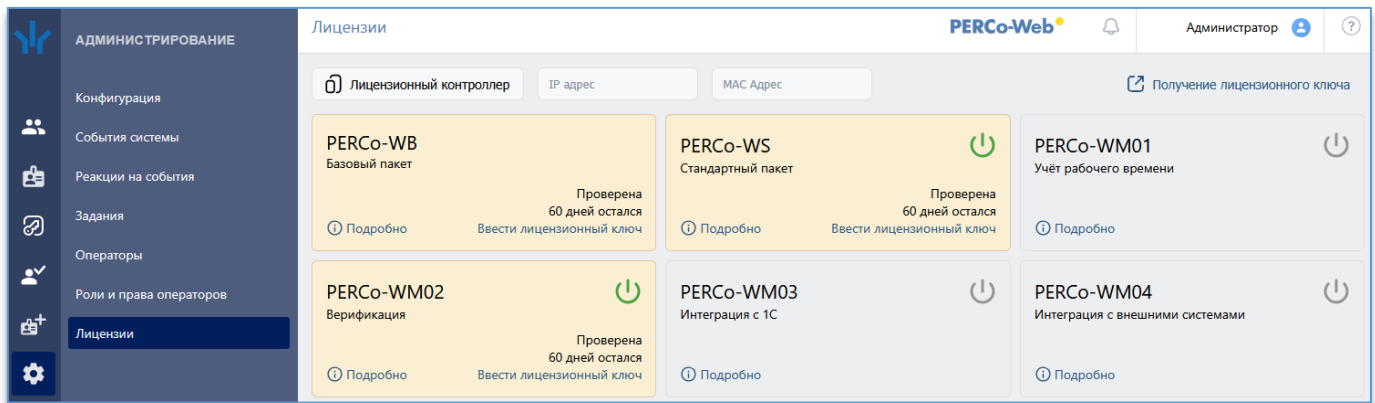 АДМИНИСТРИРОВАНИЕ
Конфигурация
События системы
Реакции на события
Задания
Операторы
Роли и права операторов
Лицензии
Лицензии
PERCo-Web
Администратор
?
Лицензионный контроллер
IP адрес
MAC Адрес
Получение лицензионного ключа
PERCo-WB
Базовый пакет
Проверена
60 дней остался
Подробно
Ввести лицензионный ключ
PERCo-WS
Стандартный пакет
Проверена
60 дней остался
Подробно
Ввести лицензионный ключ
PERCo-WM01
Учёт рабочего времени
Подробно
PERCo-WM02
Верификация
Проверена
60 дней остался
Подробно
Ввести лицензионный ключ
PERCo-WM03
Интеграция с 1С
Подробно
PERCo-WM04
Интеграция с внешними системами
Подробно